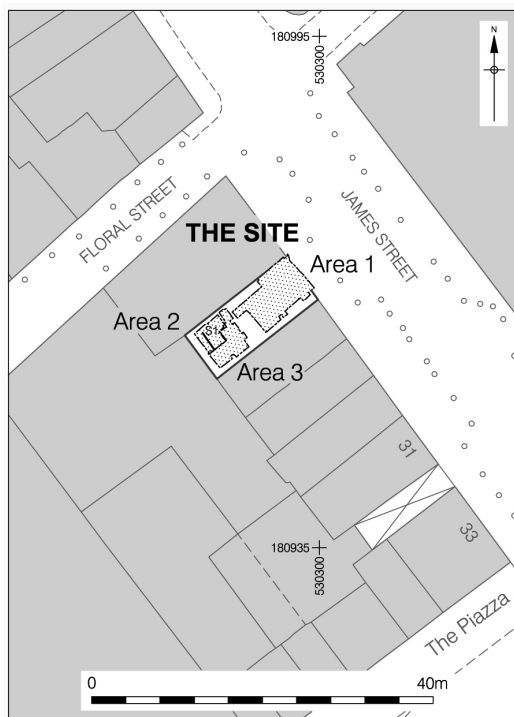 180995
530300
N
FLORAL STREET
JAMES STREET
THE SITE
Area 1
Area 2
S7
Area 3
31
33
180935
530300
The Piazza
0
40m